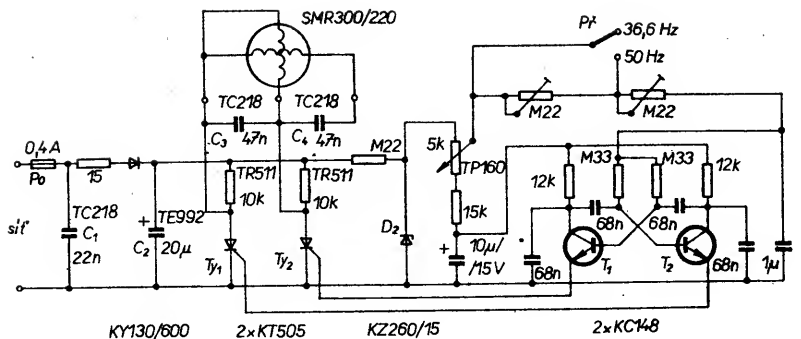 SMR300/220
Př
36,6 Hz
50 Hz
TC218
TC218
M22
M22
C3
47n
C4
47n
0,4 A
Po
15
M22
5k
TP160
TR511
10k
TR511
10k
12k
M33
M33
12k
15k
68n
68n
síť
TC218
C1
22n
+
TE992
C2
20µ
Ty1
Ty2
D2
+
10µ/
/15V
68n
T1
T2
68n
1µ
KY130/600
2×KT505
KZ260/15
2×KC148